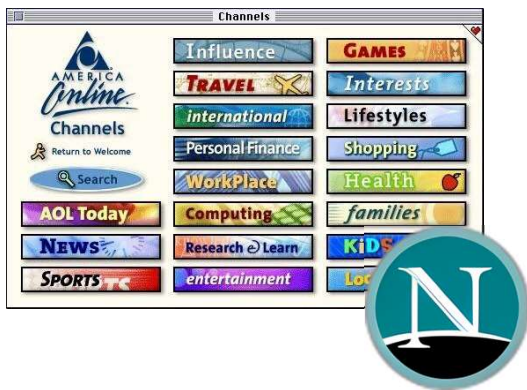 Channels
AMERICA
Online
Channels
Return to Welcome
Search
AOL Today
NEWS
SPORTS
Influence
TRAVEL
international
Personal Finance
WorkPlace
Computing
Research & Learn
entertainment
GAMES
Interests
Lifestyles
Shopping
Health
families
KiDS
N